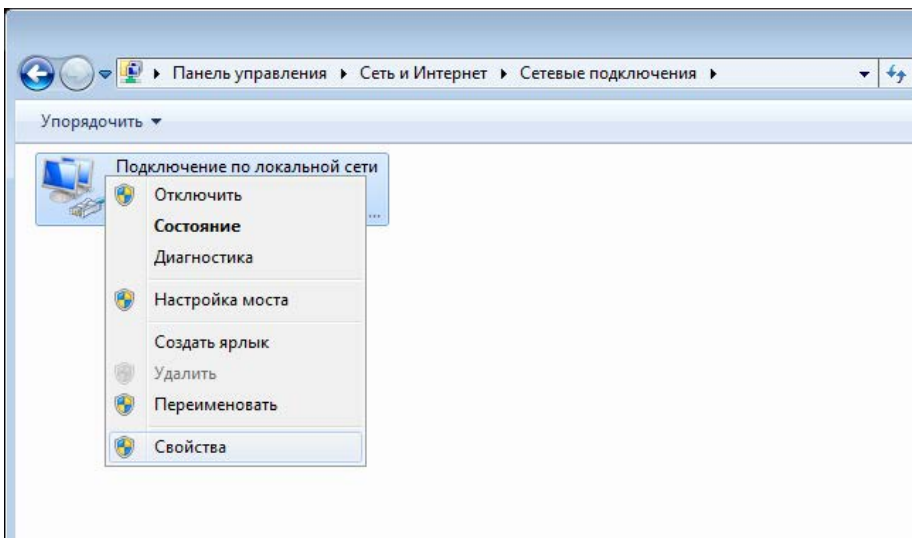 Панель управления Сеть и Интернет Сетевые подключения
Упорядочить
Подключение по локальной сети
...
Отключить
Состояние
Диагностика
Настройка моста
Создать ярлык
Удалить
Переименовать
Свойства